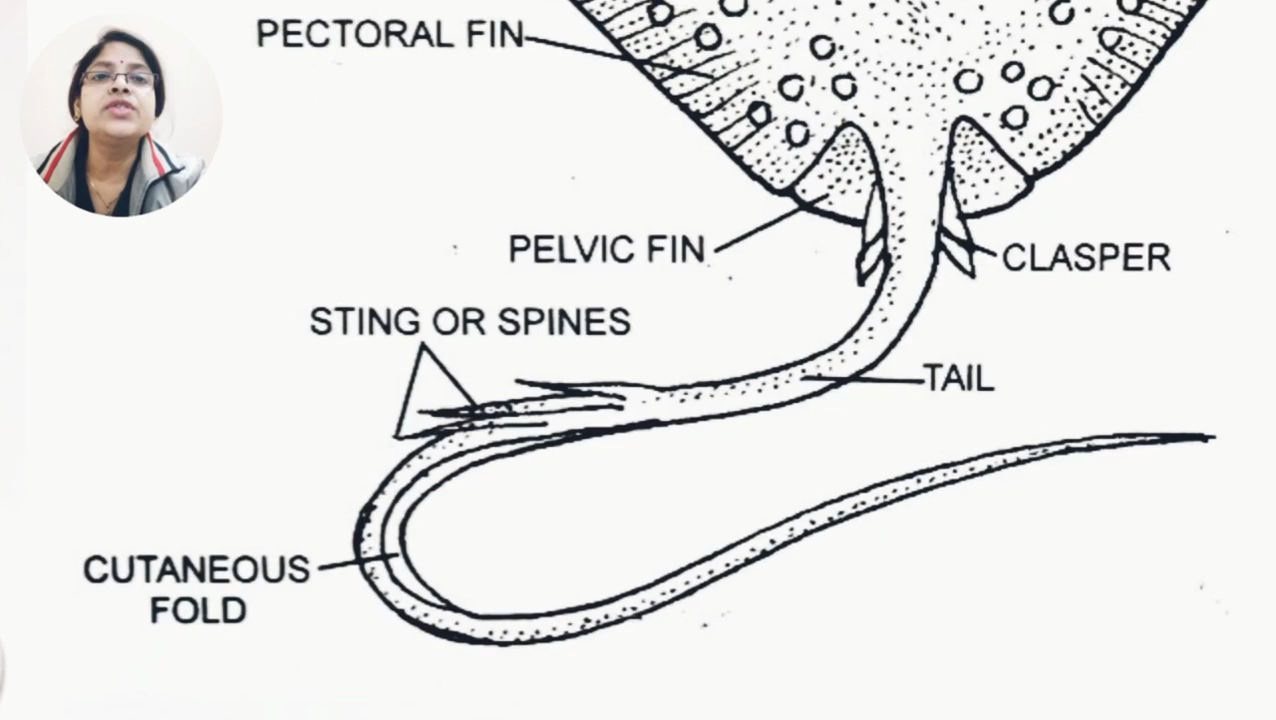 PECTORAL FIN
PELVIC FIN
CLASPER
STING OR SPINES
TAIL
CUTANEOUS
FOLD